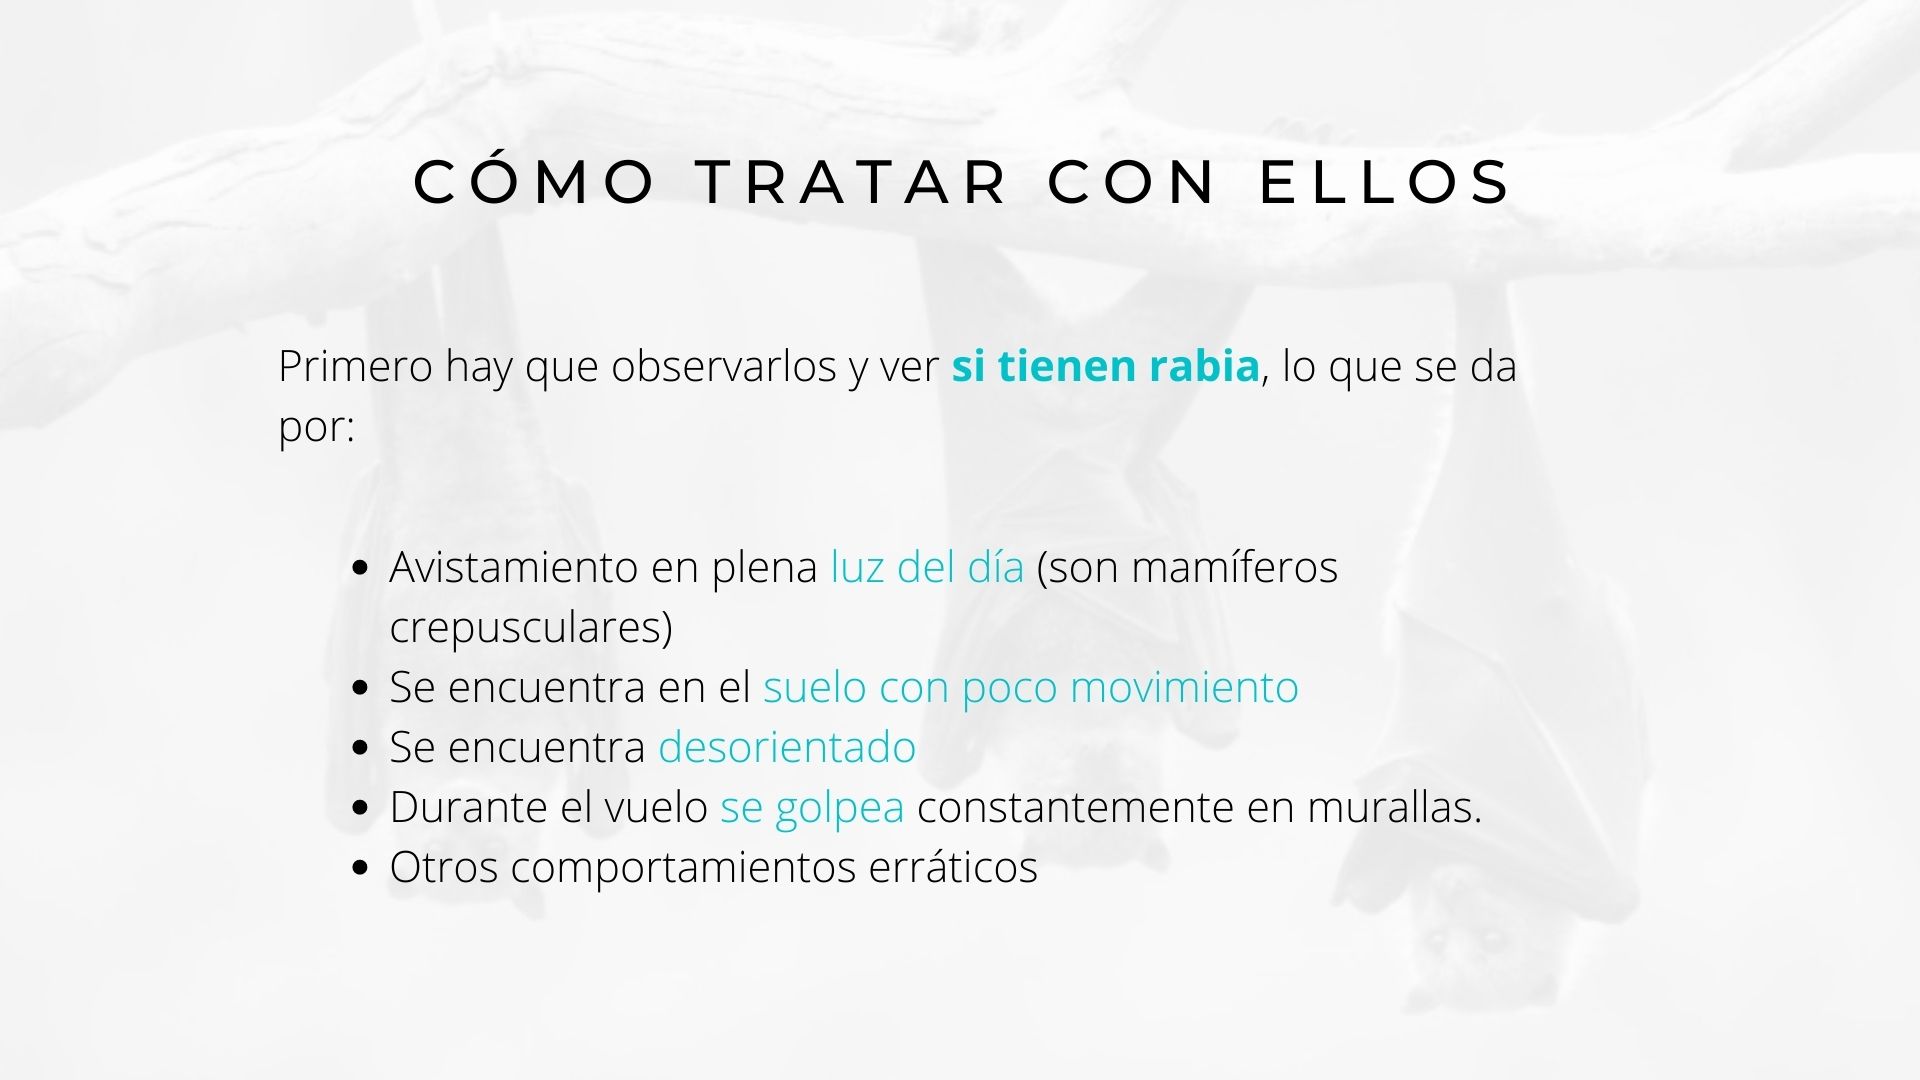 CÓMO TRATAR CON ELLOS
Primero hay que observarlos y ver si tienen rabia, lo que se da
por:
• Avistamiento en plena luz del día (son mamíferos
crepusculares)
• Se encuentra en el suelo con poco movimiento
• Se encuentra desorientado
• Durante el vuelo se golpea constantemente en murallas.
• Otros comportamientos erráticos